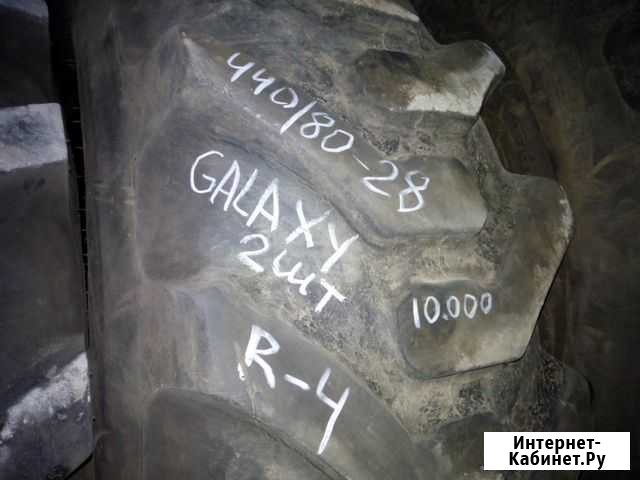 440/80-28
GALAXY
2шт
10.000
R-4
Интернет-
Кабинет.Ру